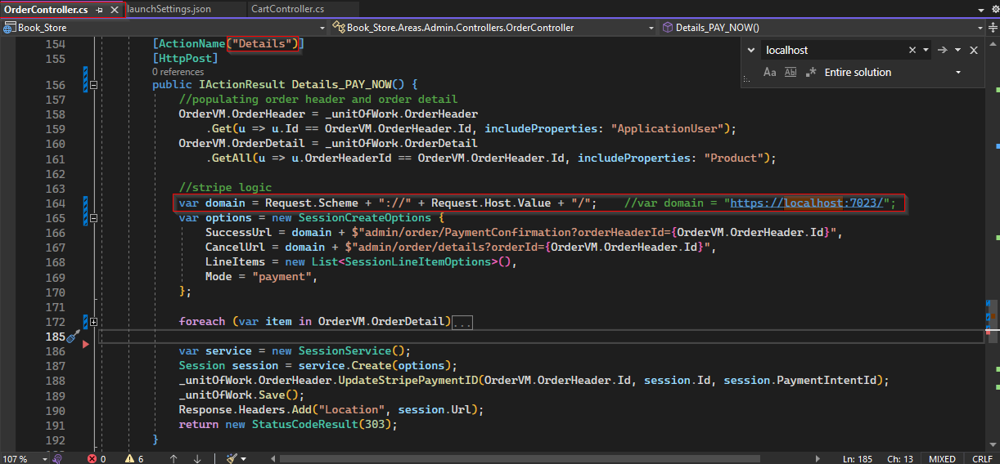 OrderController.cs launchSettings.json CartController.cs
Book_Store Book_Store.Areas.Admin.Controllers.OrderController Details_PAY_NOW()
localhost
Aa Ab .* Entire solution
154 [ActionName("Details")]
155 [HttpPost]
0 references
156 public IActionResult Details_PAY_NOW() {
157 //populating order header and order detail
158 OrderVM.OrderHeader = _unitOfWork.OrderHeader
159 .Get(u => u.Id == OrderVM.OrderHeader.Id, includeProperties: "ApplicationUser");
160 OrderVM.OrderDetail = _unitOfWork.OrderDetail
161 .GetAll(u => u.OrderHeaderId == OrderVM.OrderHeader.Id, includeProperties: "Product");
162
163 //stripe logic
164 var domain = Request.Scheme + "://" + Request.Host.Value + "/"; //var domain = "https://localhost:7023/";
165 var options = new SessionCreateOptions {
166 SuccessUrl = domain + $"admin/order/PaymentConfirmation?orderHeaderId={OrderVM.OrderHeader.Id}",
167 CancelUrl = domain + $"admin/order/details?orderId={OrderVM.OrderHeader.Id}",
168 LineItems = new List<SessionLineItemOptions>(),
169 Mode = "payment",
170 };
171
172 foreach (var item in OrderVM.OrderDetail)...
185
186 var service = new SessionService();
187 Session session = service.Create(options);
188 _unitOfWork.OrderHeader.UpdateStripePaymentID(OrderVM.OrderHeader.Id, session.Id, session.PaymentIntentId);
189 _unitOfWork.Save();
190 Response.Headers.Add("Location", session.Url);
191 return new StatusCodeResult(303);
192 }
107 % 0 6 Ln: 185 Ch: 13 MIXED CRLF